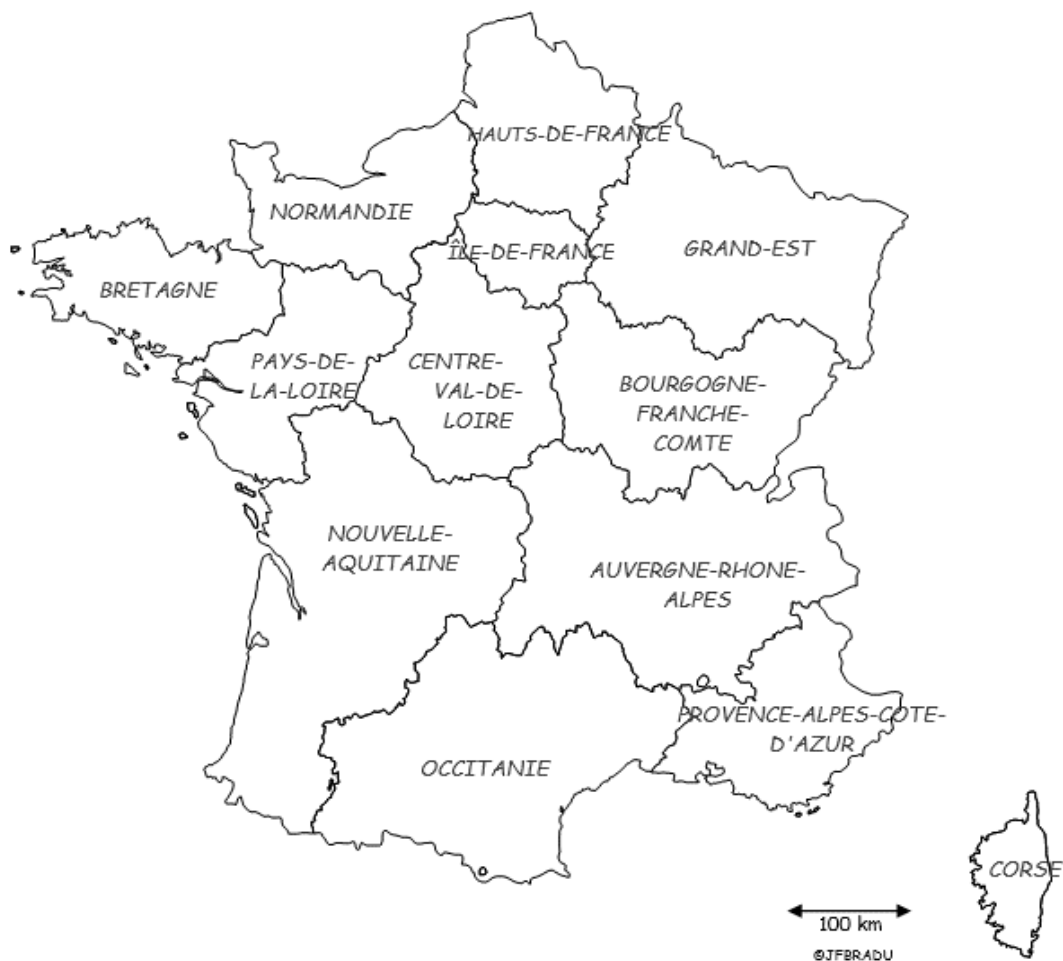 HAUTS-DE-FRANCE
NORMANDIE
ÎLE-DE-FRANCE
GRAND-EST
BRETAGNE
PAYS-DE-
LA-LOIRE
CENTRE-
VAL-DE-
LOIRE
BOURGOGNE-
FRANCHE-
COMTE
NOUVELLE-
AQUITAINE
AUVERGNE-RHONE-
ALPES
PROVENCE-ALPES-COTE-
D'AZUR
OCCITANIE
CORSE
100 km
©JFBRADU